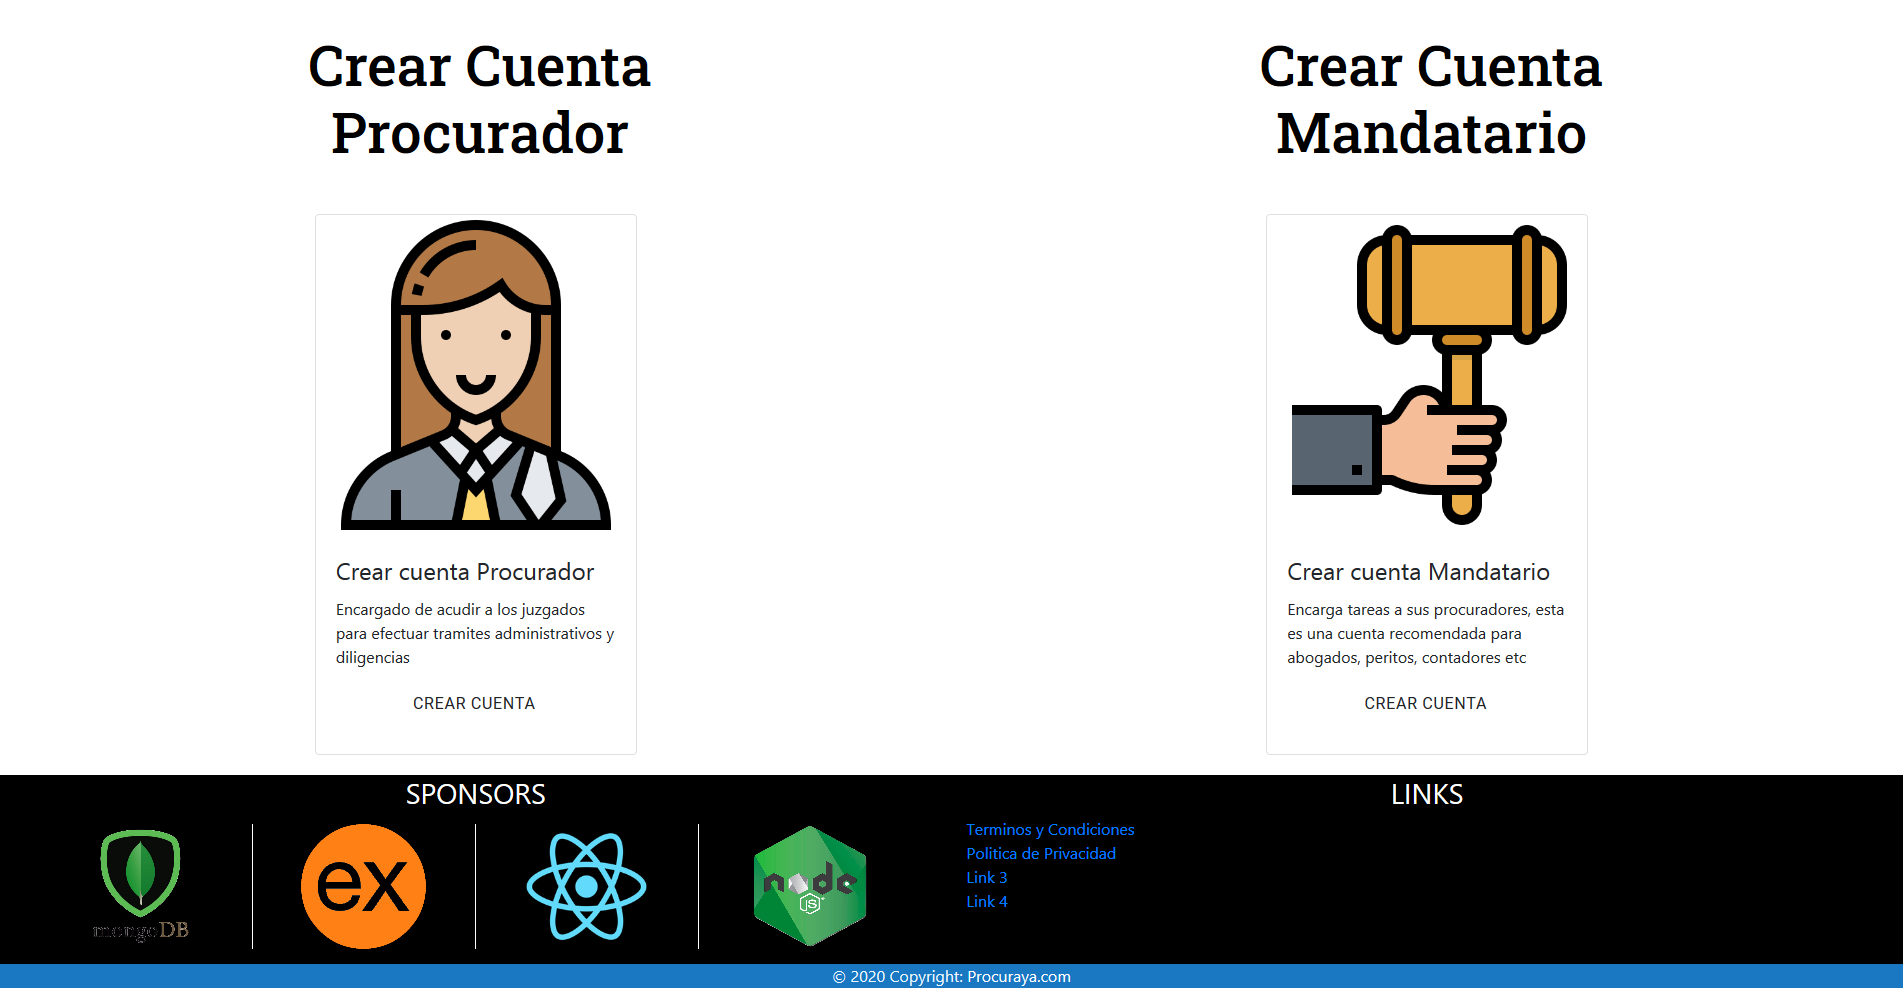 Crear Cuenta
Procurador
Crear cuenta Procurador
Encargado de acudir a los juzgados
para efectuar tramites administrativos y
diligencias
CREAR CUENTA
Crear Cuenta
Mandatario
Crear cuenta Mandatario
Encarga tareas a sus procuradores, esta
es una cuenta recomendada para
abogados, peritos, contadores etc
CREAR CUENTA
SPONSORS
mongoDB
ex
node
JS
LINKS
Terminos y Condiciones
Politica de Privacidad
Link 3
Link 4
© 2020 Copyright: Procuraya.com